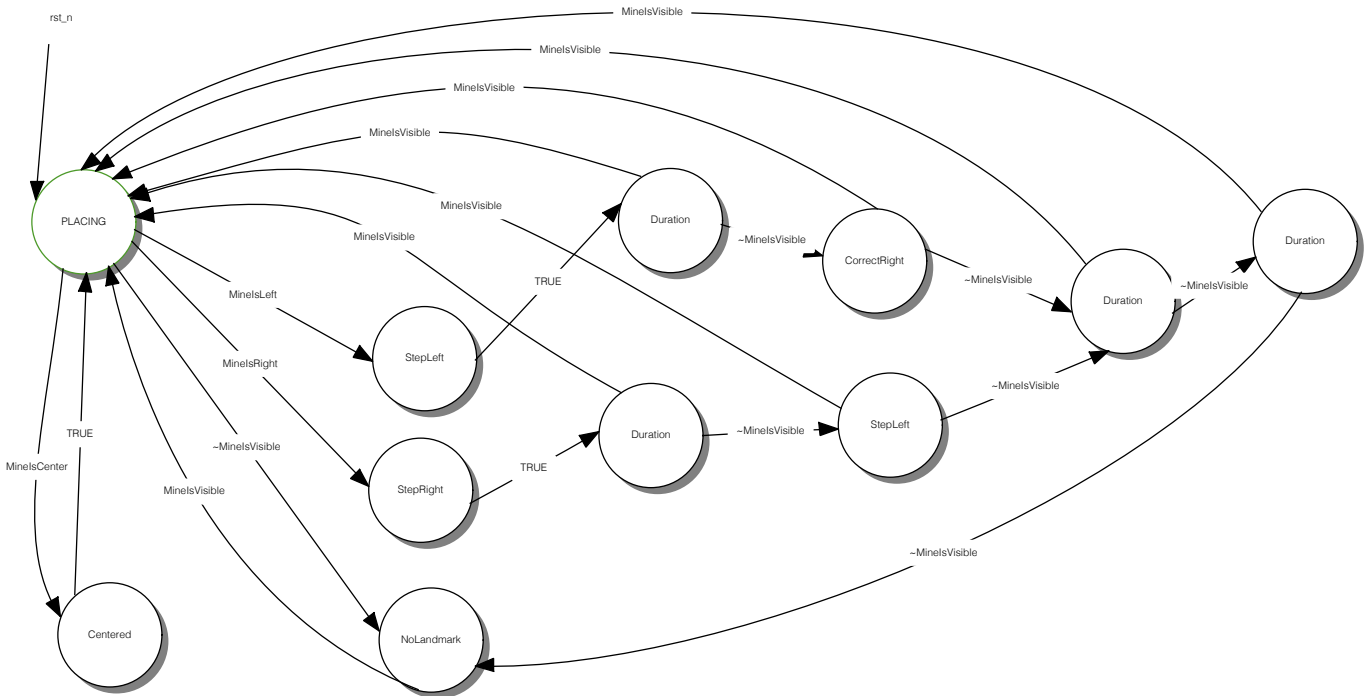 MineIsVisible
rst_n
MineIsVisible
MineIsVisible
MineIsVisible
MineIsVisible
PLACING
Duration
MineIsVisible
~MineIsVisible
Duration
CorrectRight
TRUE
~MineIsVisible
~MineIsVisible
MineIsLeft
Duration
StepLeft
MineIsRight
~MineIsVisible
StepLeft
TRUE
~MineIsVisible
Duration
~MineIsVisible
MineIsCenter
TRUE
MineIsVisible
StepRight
~MineIsVisible
Centered
NoLandmark